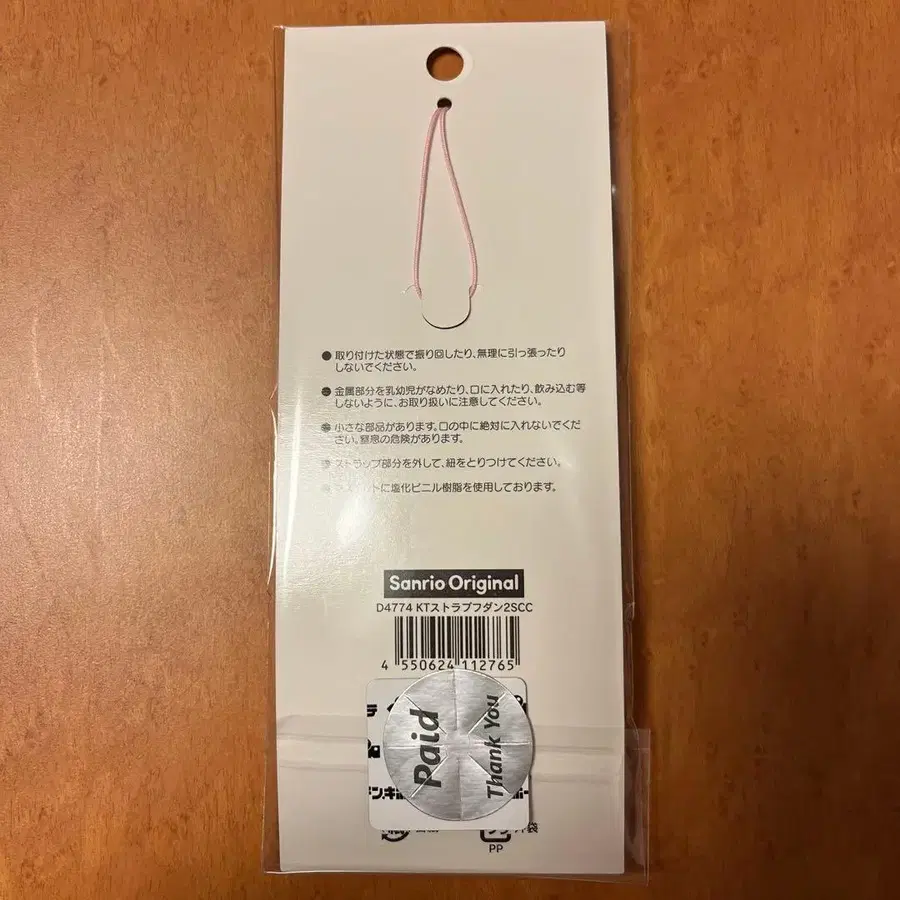 ● 取り付けた状態で振り回したり、無理に引っ張ったり
しないでください。
● 金属部分を乳幼児がなめたり、口に入れたり、飲み込む等
しないように、お取り扱いに注意してください。
● 小さな部品があります。口の中に絶対に入れないでくだ
さい。窒息の危険があります。
● ストラップ部分を外して、紐をとりつけてください。
● マスコットに塩化ビニル樹脂を使用しております。
Sanrio Original
D4774 KTストラプフダン2SCC
4 550624 112765
Paid
Thank You
PP